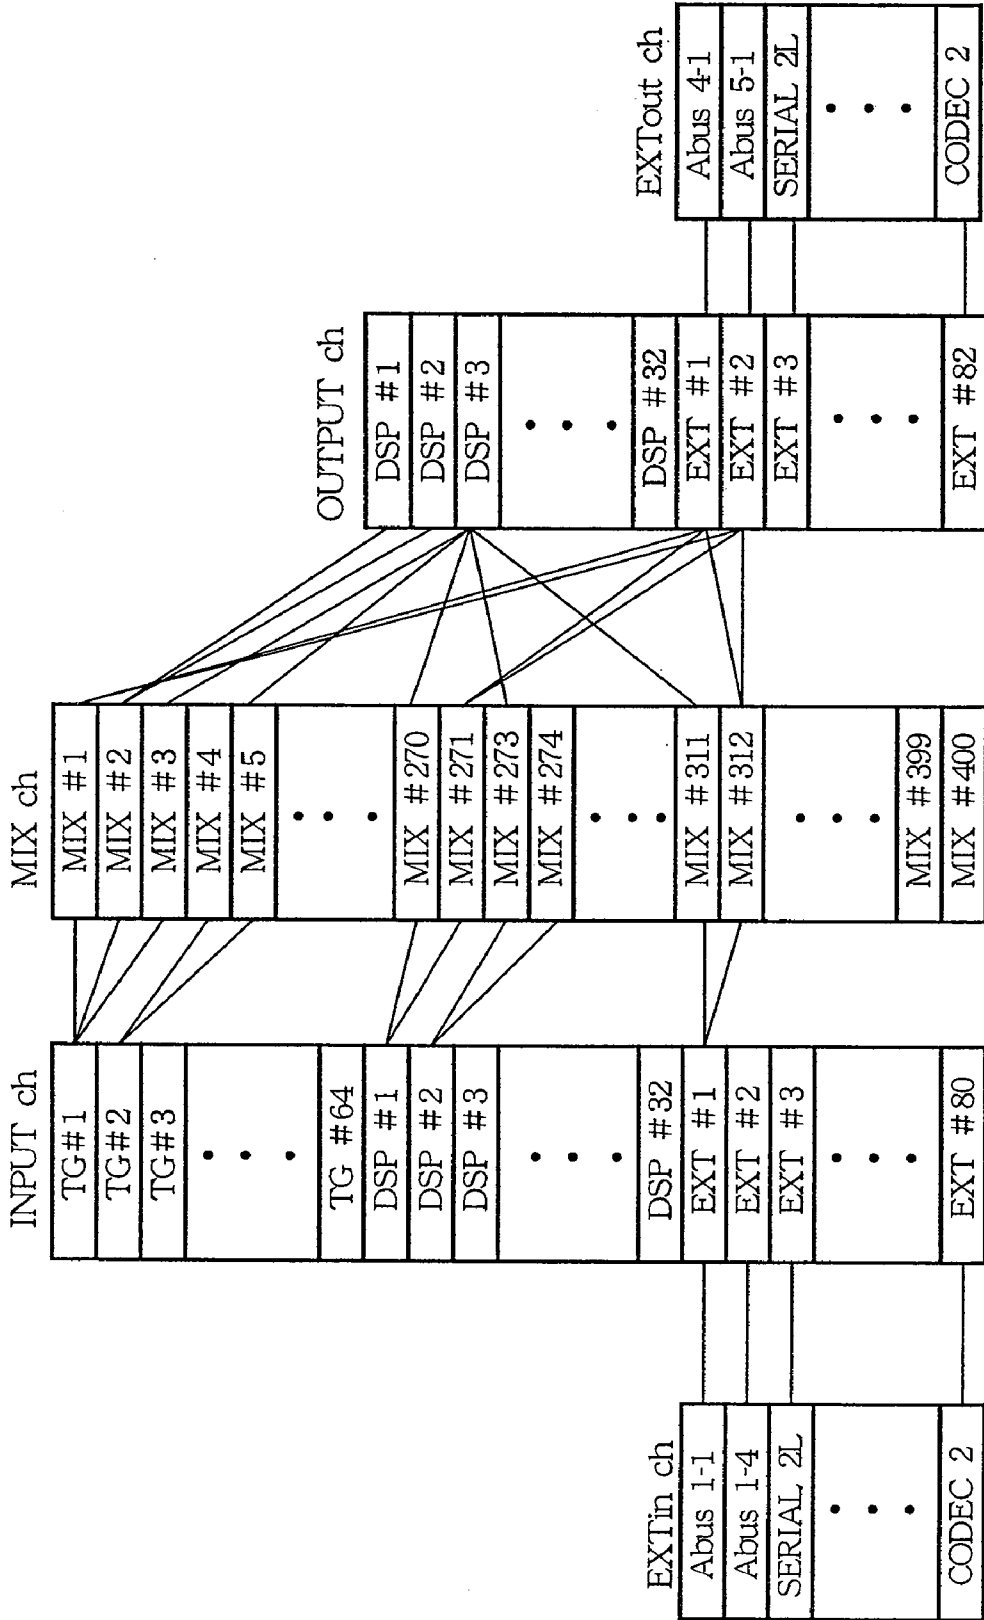 EXTin ch
Abus 1-1
Abus 1-4
SERIAL 2L
CODEC 2
INPUT ch
TG#1
TG#2
TG#3
TG #64
DSP #1
DSP #2
DSP #3
DSP #32
EXT #1
EXT #2
EXT #3
EXT #80
MIX ch
MIX #1
MIX #2
MIX #3
MIX #4
MIX #5
MIX #270
MIX #271
MIX #273
MIX #274
MIX #311
MIX #312
MIX #399
MIX #400
OUTPUT ch
DSP #1
DSP #2
DSP #3
DSP #32
EXT #1
EXT #2
EXT #3
EXT #82
EXTout ch
Abus 4-1
Abus 5-1
SERIAL 2L
CODEC 2